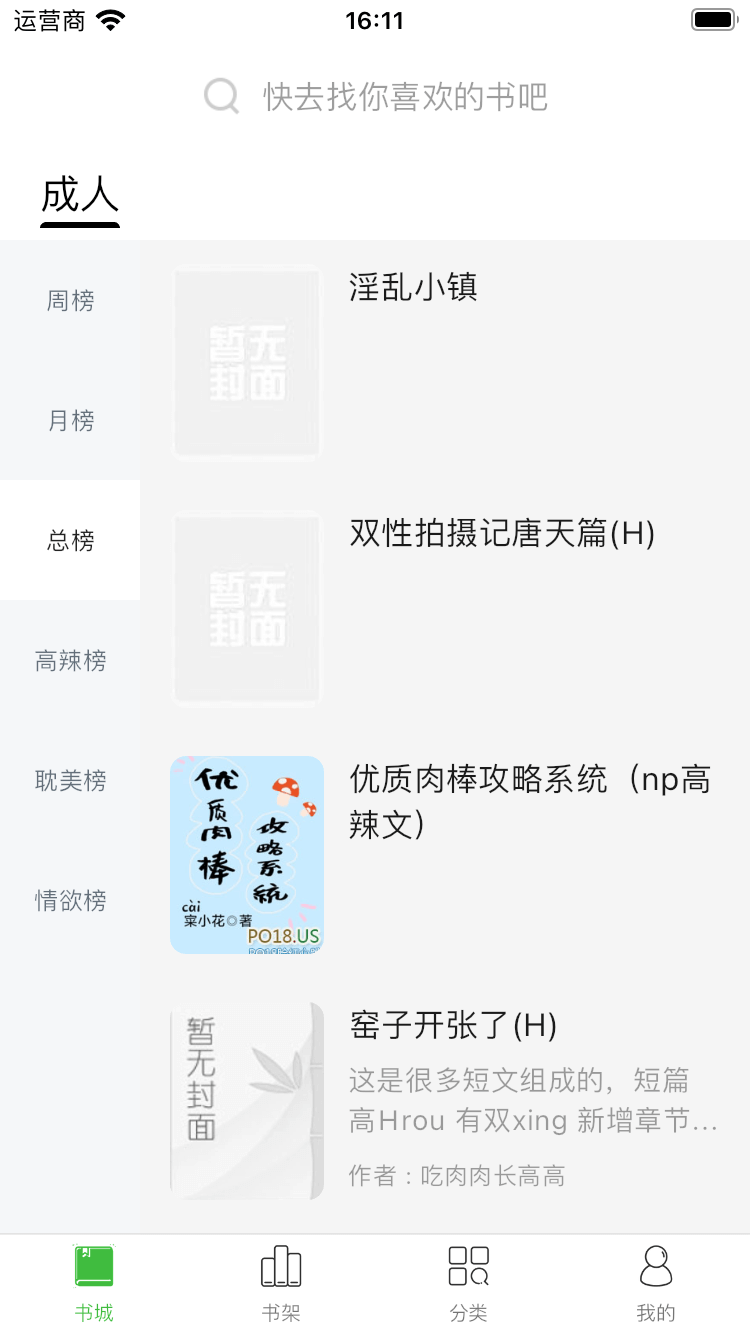 运营商
16:11
快去找你喜欢的书吧
成人
周榜
月榜
总榜
高辣榜
耽美榜
情欲榜
暂无
封面
淫乱小镇
暂无
封面
双性拍摄记唐天篇(H)
优质肉棒
攻略系統
cài
寀小花◎著
PO18.US
优质肉棒攻略系统（np高
辣文）
暂无封面
窑子开张了(H)
这是很多短文组成的，短篇
高Hrou 有双xing 新增章节...
作者：吃肉肉长高高
书城
书架
分类
我的